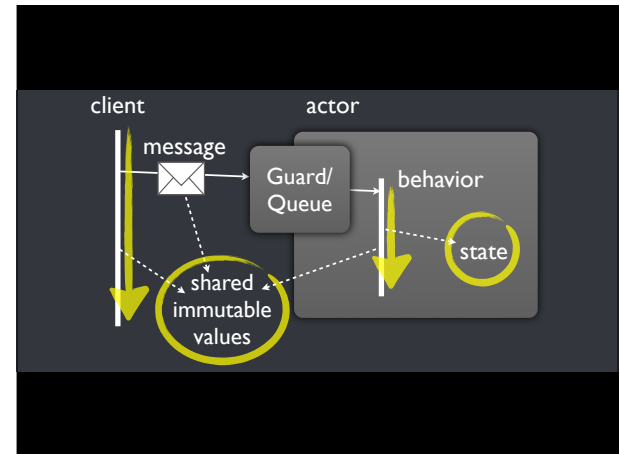 client
actor
message
Guard/
Queue
behavior
state
shared
immutable
values